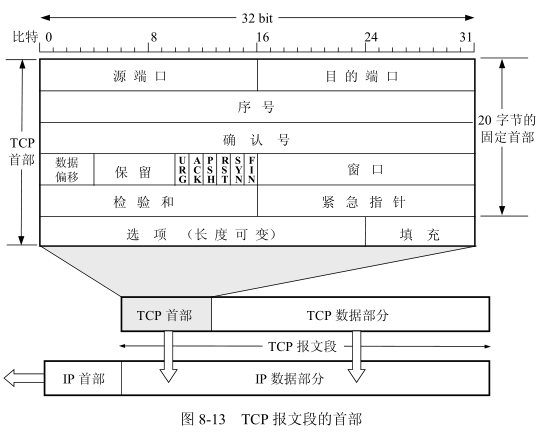 32 bit
比特 0 8 16 24 31
源端口 目的端口
序号
确认号
TCP
首部
20 字节的
固定首部
数据
偏移
保留
URG
ACK
PSH
RST
SYN
FIN
窗口
检验和 紧急指针
选项 （长度可变） 填充
TCP 首部 TCP 数据部分
TCP 报文段
IP 首部 IP 数据部分
图 8-13 TCP 报文段的首部